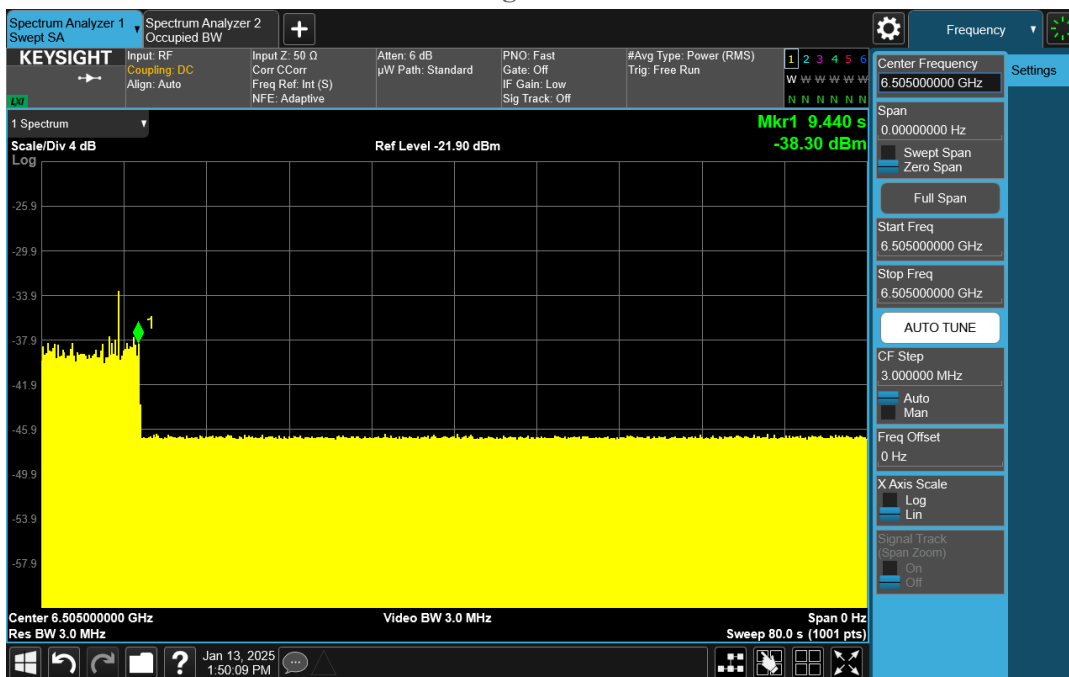 Spectrum Analyzer 1
Swept SA
Spectrum Analyzer 2
Occupied BW
Frequency
KEYSIGHT
LXI
Input: RF
Coupling: DC
Align: Auto
Input Z: 50 Ω
Corr CCorr
Freq Ref: Int (S)
NFE: Adaptive
Atten: 6 dB
µW Path: Standard
PNO: Fast
Gate: Off
IF Gain: Low
Sig Track: Off
#Avg Type: Power (RMS)
Trig: Free Run
1 2 3 4 5 6
W W W W W W
N N N N N N
1 Spectrum
Mkr1 9.440 s
Scale/Div 4 dB
Ref Level -21.90 dBm
-38.30 dBm
Log
-25.9
-29.9
-33.9
-37.9
-41.9
-45.9
-49.9
-53.9
-57.9
1
Center 6.505000000 GHz
Video BW 3.0 MHz
Span 0 Hz
Res BW 3.0 MHz
Sweep 80.0 s (1001 pts)
Center Frequency
6.505000000 GHz
Settings
Span
0.00000000 Hz
Swept Span
Zero Span
Full Span
Start Freq
6.505000000 GHz
Stop Freq
6.505000000 GHz
AUTO TUNE
CF Step
3.000000 MHz
Auto
Man
Freq Offset
0 Hz
X Axis Scale
Log
Lin
Signal Track
(Span Zoom)
On
Off
?
Jan 13, 2025
1:50:09 PM